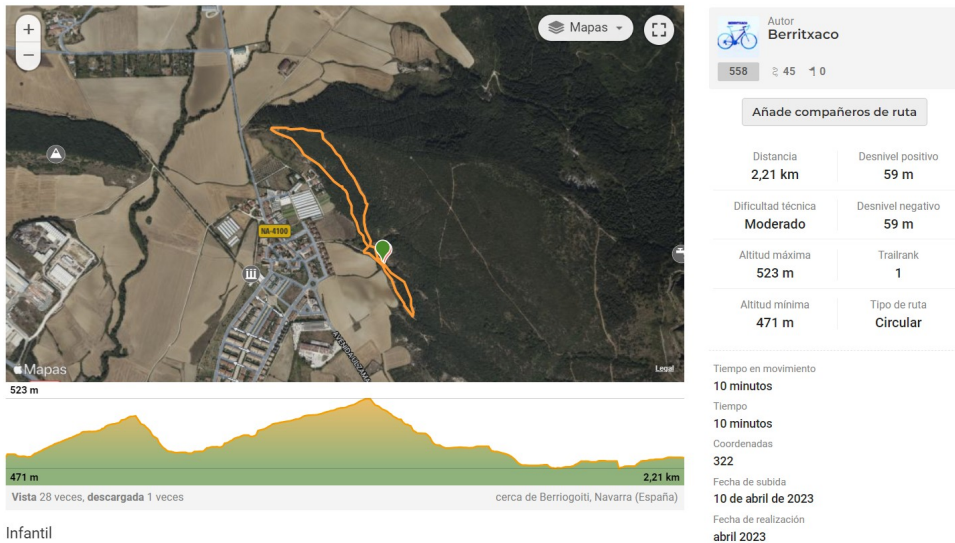 +
−
Mapas
NA-4100
AVENIDA
Mapas
Legal
523 m
471 m
2,21 km
Vista 28 veces, descargada 1 veces
cerca de Berriogoiti, Navarra (España)
Infantil
Autor
Berritxaco
558
45
0
Añade compañeros de ruta
Distancia
2,21 km
Desnivel positivo
59 m
Dificultad técnica
Moderado
Desnivel negativo
59 m
Altitud máxima
523 m
Trailrank
1
Altitud mínima
471 m
Tipo de ruta
Circular
Tiempo en movimiento
10 minutos
Tiempo
10 minutos
Coordenadas
322
Fecha de subida
10 de abril de 2023
Fecha de realización
abril 2023